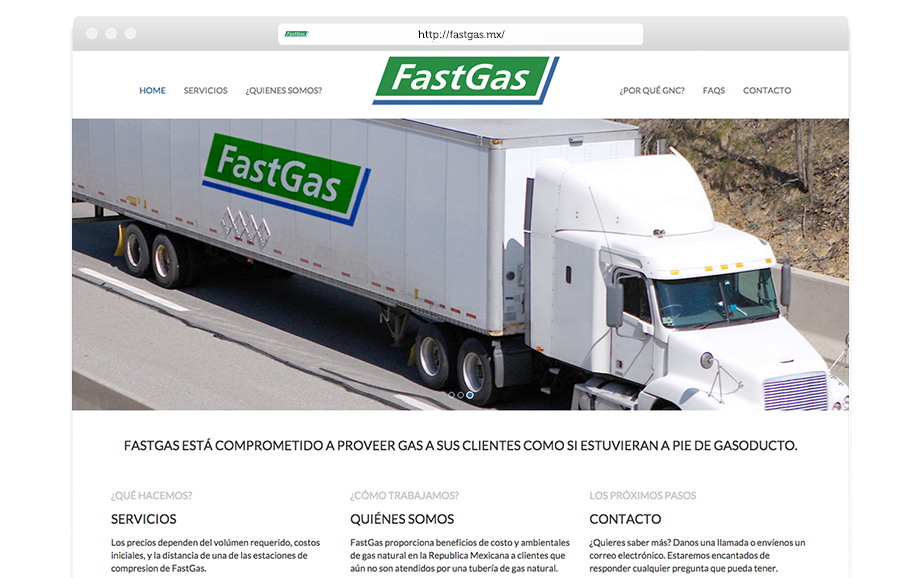 FastGas
http://fastgas.mx/
HOME SERVICIOS ¿QUIENES SOMOS? FastGas ¿POR QUÉ GNC? FAQS CONTACTO
FastGas
FASTGAS ESTÁ COMPROMETIDO A PROVEER GAS A SUS CLIENTES COMO SI ESTUVIERAN A PIE DE GASODUCTO.
¿QUÉ HACEMOS?
SERVICIOS
Los precios dependen del volúmen requerido, costos
iniciales, y la distancia de una de las estaciones de
compresion de FastGas.
¿CÓMO TRABAJAMOS?
QUIÉNES SOMOS
FastGas proporciona beneficios de costo y ambientales
de gas natural en la Republica Mexicana a clientes que
aún no son atendidos por una tubería de gas natural.
LOS PRÓXIMOS PASOS
CONTACTO
¿Quieres saber más? Danos una llamada o envíenos un
correo electrónico. Estaremos encantados de
responder cualquier pregunta que pueda tener.